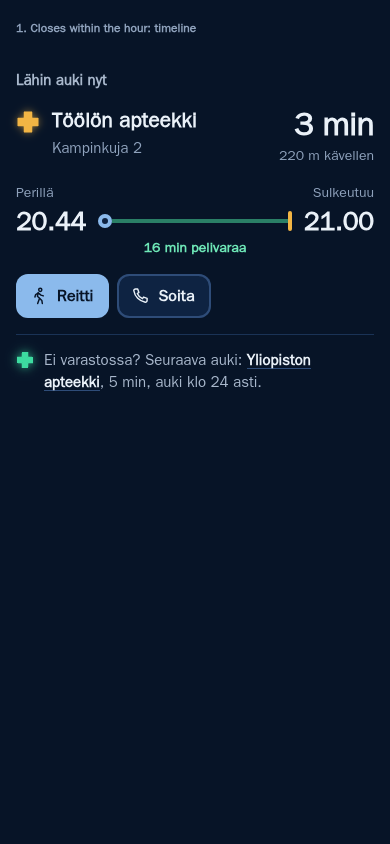 1. Closes within the hour: timeline
Lähin auki nyt
Töölön apteekki
3 min
Kampinkuja 2
220 m kävellen
Perillä
Sulkeutuu
20.44
21.00
16 min pelivaraa
Reitti
Soita
Ei varastossa? Seuraava auki: Yliopiston
apteekki, 5 min, auki klo 24 asti.